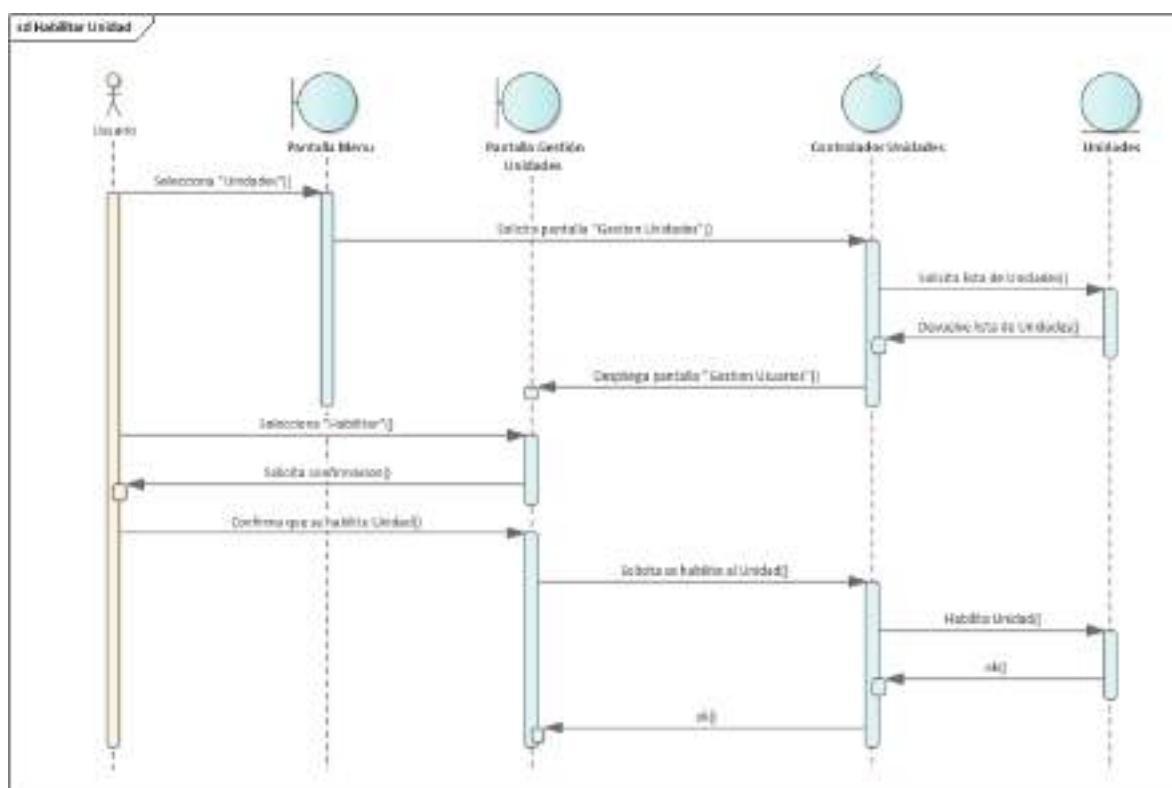 sd Habilitar Unidad
Usuario
Pantalla Menu
Pantalla Gestión
Unidades
Controlador Unidades
Unidades
Selecciona "Unidades"()
Solicita pantalla "Gestion Unidades"()
Solicita lista de Unidades()
Devuelve lista de Unidades()
Despliega pantalla "Gestion Usuarios"()
Selecciona "Habilitar"()
Solicita confirmacion()
Confirma que se habilite Unidad()
Solicita se habilite al Unidad()
Habilita Unidad()
ok()
ok()